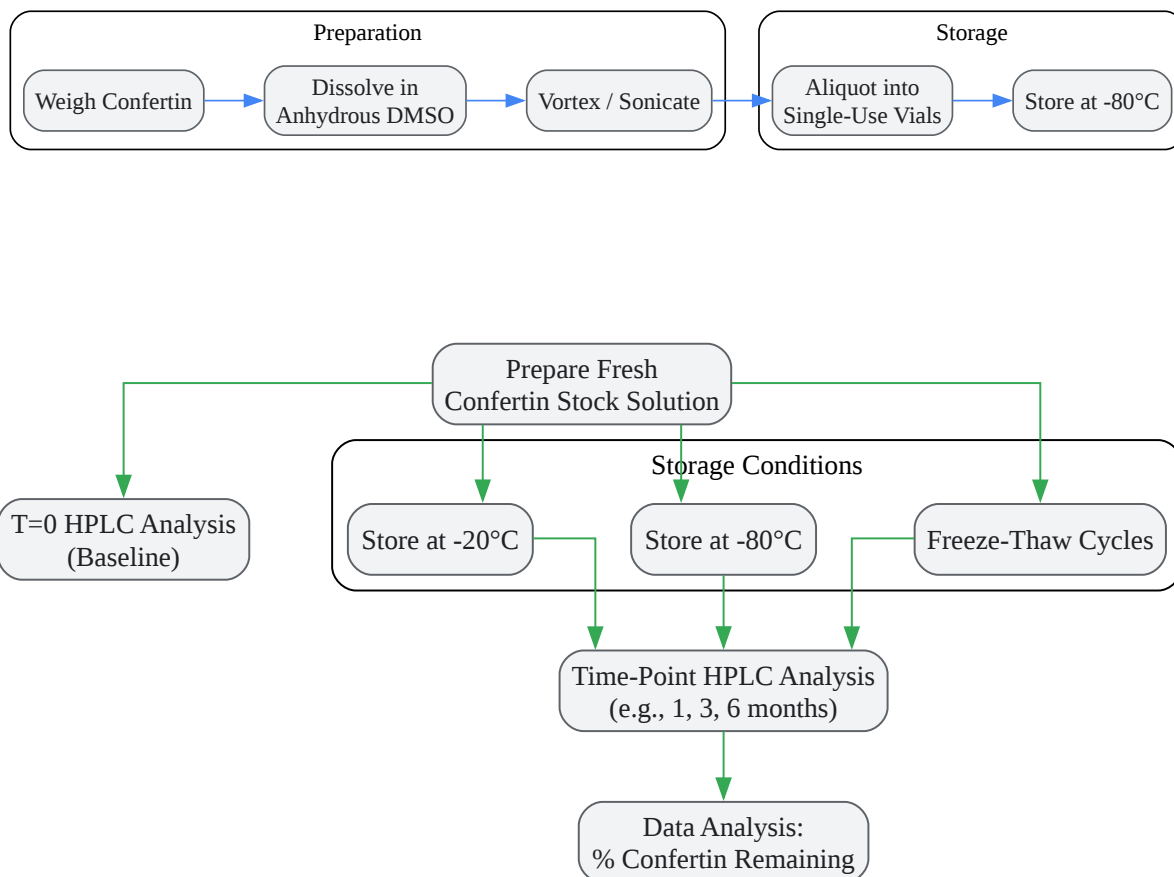 Preparation
Storage
Weigh Confertin
Dissolve in
Anhydrous DMSO
Vortex / Sonicate
Aliquot into
Single-Use Vials
Store at -80°C
Prepare Fresh
Confertin Stock Solution
Storage Conditions
T=0 HPLC Analysis
(Baseline)
Store at -20°C
Store at -80°C
Freeze-Thaw Cycles
Time-Point HPLC Analysis
(e.g., 1, 3, 6 months)
Data Analysis:
% Confertin Remaining